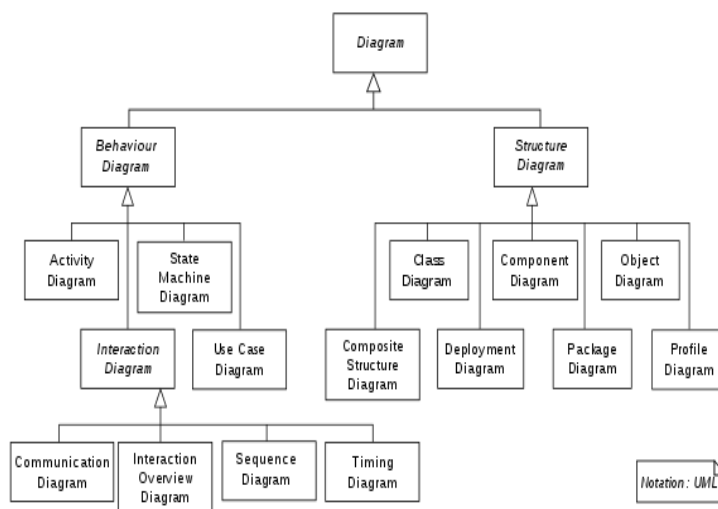 Diagram
Behaviour
Diagram
Structure
Diagram
Activity
Diagram
State
Machine
Diagram
Class
Diagram
Component
Diagram
Object
Diagram
Interaction
Diagram
Use Case
Diagram
Composite
Structure
Diagram
Deployment
Diagram
Package
Diagram
Profile
Diagram
Communication
Diagram
Interaction
Overview
Diagram
Sequence
Diagram
Timing
Diagram
Notation : UML